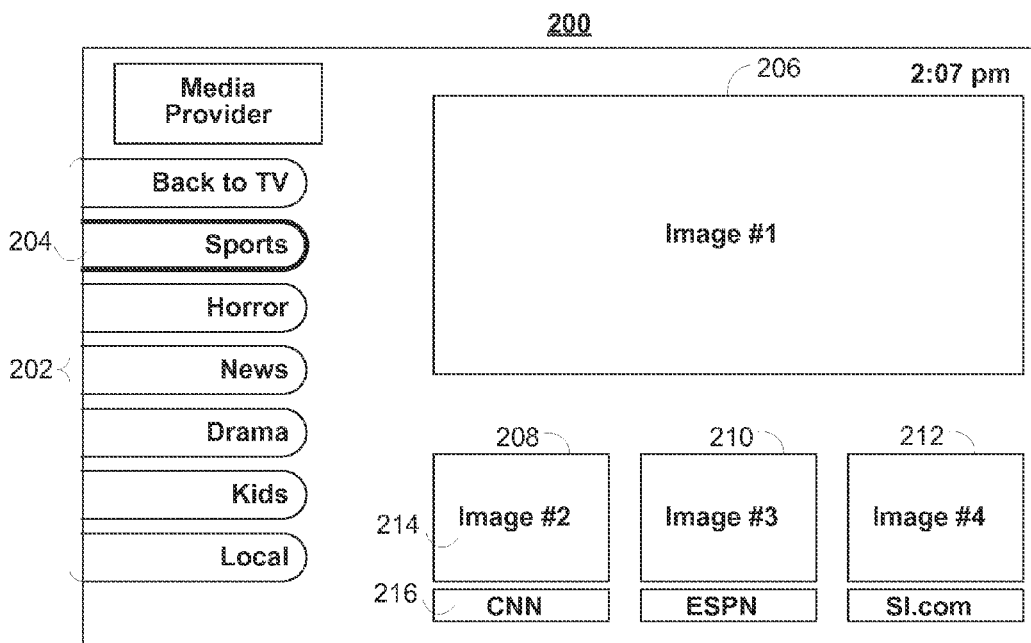 200
2:07 pm
206
Media
Provider
Back to TV
204
Sports
Image #1
Horror
202
News
Drama
Kids
Local
208
210
212
214
Image #2
Image #3
Image #4
216
CNN
ESPN
SI.com